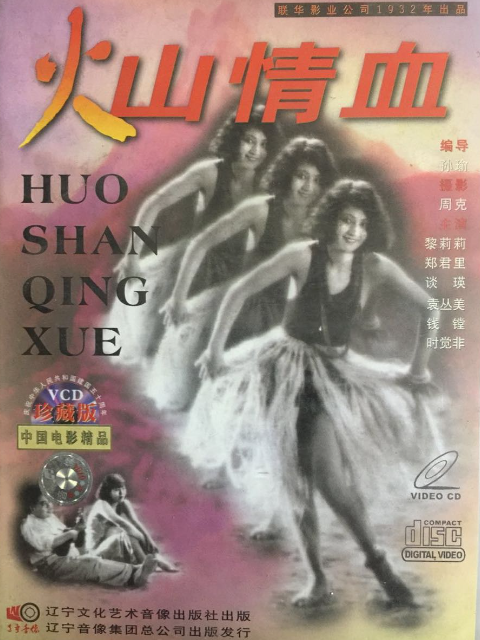 联华影业公司1932年出品
火山情血
HUO
SHAN
QING
XUE
编导
孙瑜
摄影
周克
黎莉莉
郑君里
谈瑛
袁丛美
钱镗
时觉非
VCD
珍藏版
中国电影精品
VIDEO CD
COMPACT
disc
DIGITAL VIDEO
辽宁文化艺术音像出版社出版
辽宁音像集团总公司出版发行